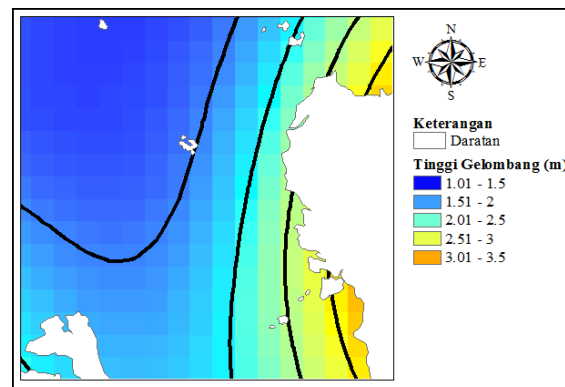 N
W E
S
Keterangan
Daratan
Tinggi Gelombang (m)
1.01 - 1.5
1.51 - 2
2.01 - 2.5
2.51 - 3
3.01 - 3.5